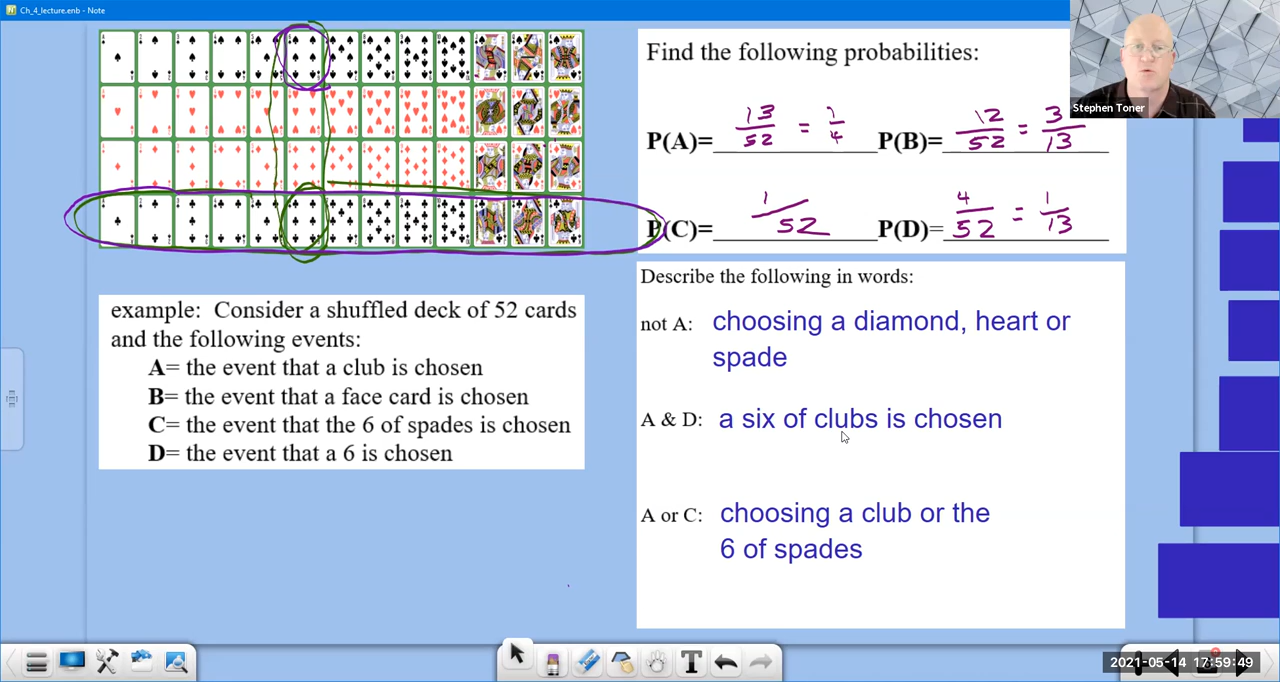 Ch_4_lecture.enb - Note
Find the following probabilities:
Stephen Toner
P(A)= 13/52 = 1/4 P(B)= 12/52 = 3/13
P(C)= 1/52 P(D)= 4/52 = 1/13
Describe the following in words:
not A: choosing a diamond, heart or
spade
A & D: a six of clubs is chosen
A or C: choosing a club or the
6 of spades
example: Consider a shuffled deck of 52 cards
and the following events:
A= the event that a club is chosen
B= the event that a face card is chosen
C= the event that the 6 of spades is chosen
D= the event that a 6 is chosen
2021-05-14 17:59:49